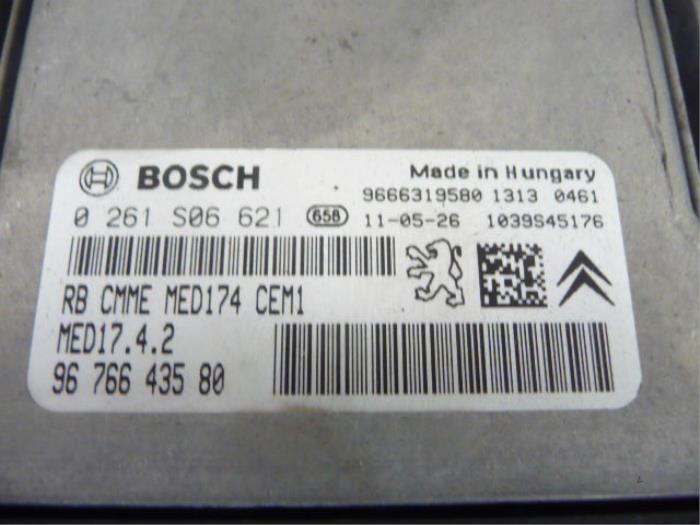 BOSCH Made in Hungary
9666319580 1313 0461
0 261 S06 621 658 11-05-26 1039S45176
RB CMME MED174 CEM1
MED17.4.2
96 766 435 80